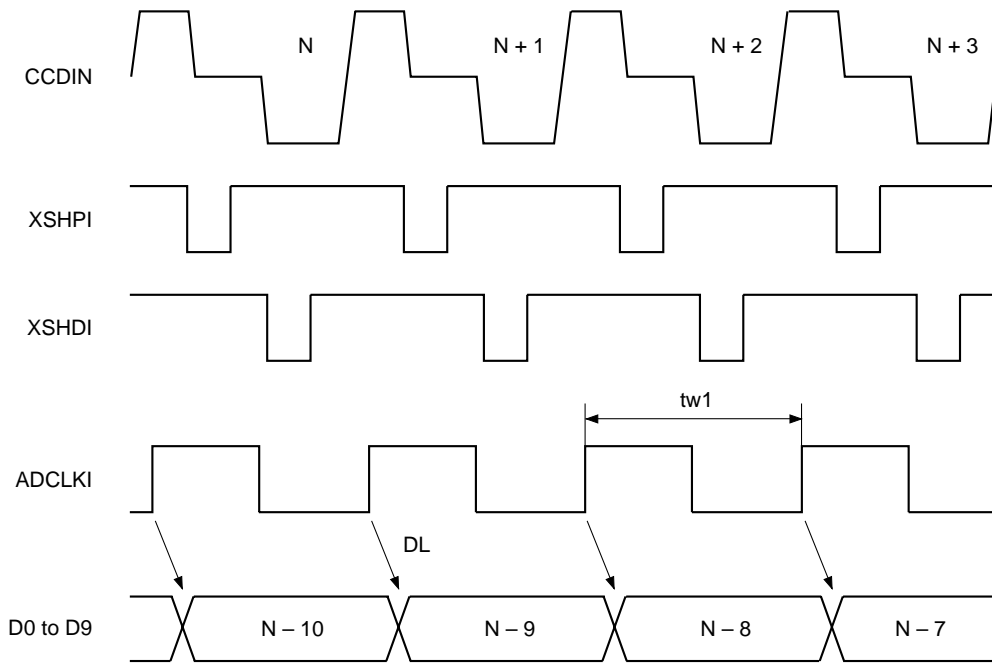 N N + 1 N + 2 N + 3
CCDIN
XSHPI
XSHDI
tw1
ADCLKI
DL
D0 to D9 N – 10 N – 9 N – 8 N – 7